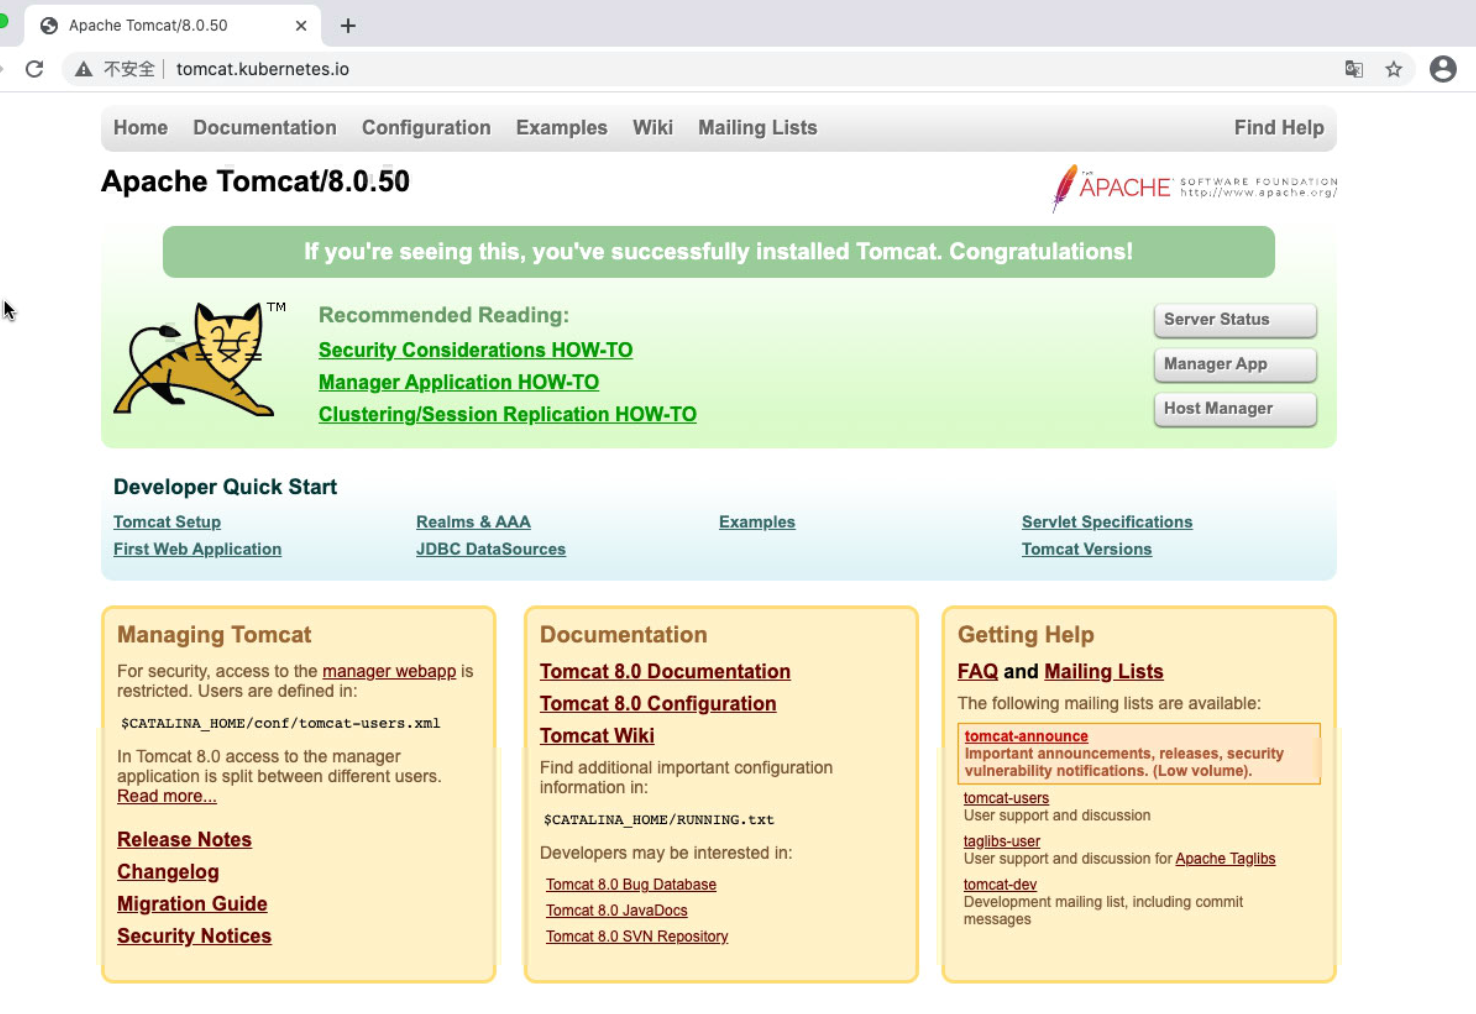 Apache Tomcat/8.0.50
不安全 tomcat.kubernetes.io
Home Documentation Configuration Examples Wiki Mailing Lists Find Help
Apache Tomcat/8.0.50
THE APACHE SOFTWARE FOUNDATION
http://www.apache.org/
If you're seeing this, you've successfully installed Tomcat. Congratulations!
TM
Recommended Reading:
Security Considerations HOW-TO
Manager Application HOW-TO
Clustering/Session Replication HOW-TO
Server Status
Manager App
Host Manager
Developer Quick Start
Tomcat Setup
First Web Application
Realms & AAA
JDBC DataSources
Examples
Servlet Specifications
Tomcat Versions
Managing Tomcat
For security, access to the manager webapp is
restricted. Users are defined in:
$CATALINA_HOME/conf/tomcat-users.xml
In Tomcat 8.0 access to the manager
application is split between different users.
Read more...
Release Notes
Changelog
Migration Guide
Security Notices
Documentation
Tomcat 8.0 Documentation
Tomcat 8.0 Configuration
Tomcat Wiki
Find additional important configuration
information in:
$CATALINA_HOME/RUNNING.txt
Developers may be interested in:
Tomcat 8.0 Bug Database
Tomcat 8.0 JavaDocs
Tomcat 8.0 SVN Repository
Getting Help
FAQ and Mailing Lists
The following mailing lists are available:
tomcat-announce
Important announcements, releases, security
vulnerability notifications. (Low volume).
tomcat-users
User support and discussion
taglibs-user
User support and discussion for Apache Taglibs
tomcat-dev
Development mailing list, including commit
messages